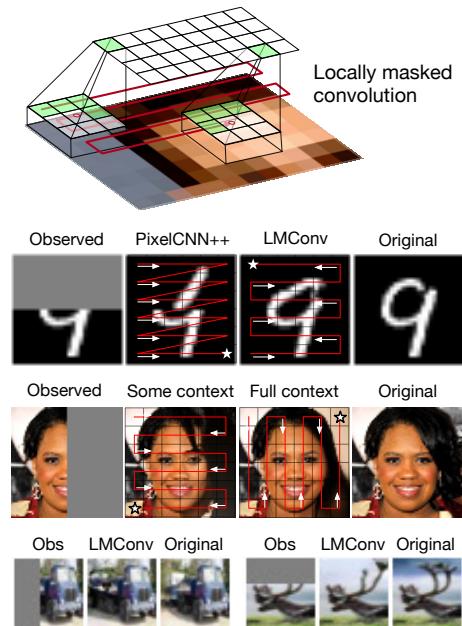 Locally masked
convolution
Observed PixelCNN++ LMConv Original
Observed Some context Full context Original
Obs LMConv Original Obs LMConv Original